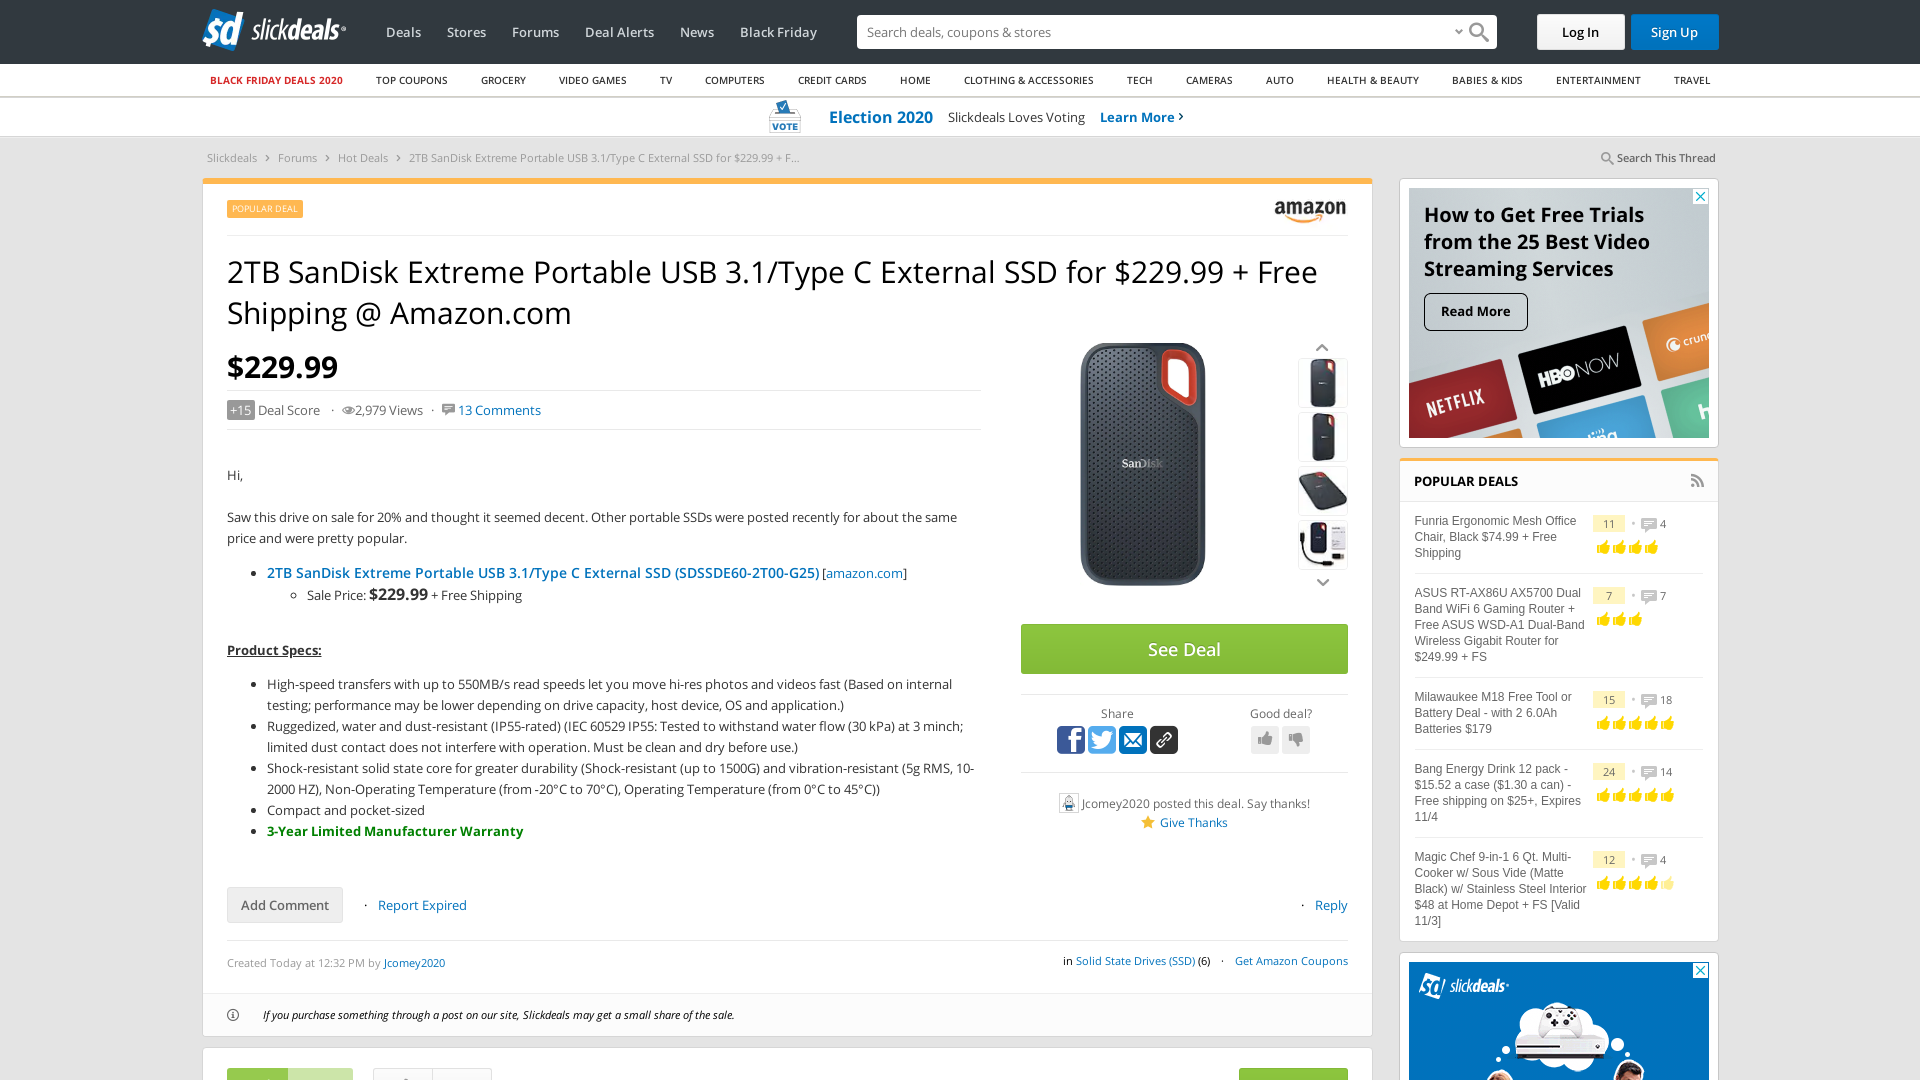 sd slickdeals
Deals
Stores
Forums
Deal Alerts
News
Black Friday
Search deals, coupons & stores
Log In
Sign Up
BLACK FRIDAY DEALS 2020
TOP COUPONS
GROCERY
VIDEO GAMES
TV
COMPUTERS
CREDIT CARDS
HOME
CLOTHING & ACCESSORIES
TECH
CAMERAS
AUTO
HEALTH & BEAUTY
BABIES & KIDS
ENTERTAINMENT
TRAVEL
VOTE
Election 2020 Slickdeals Loves Voting Learn More
Slickdeals › Forums › Hot Deals › 2TB SanDisk Extreme Portable USB 3.1/Type C External SSD for $229.99 + F...
Search This Thread
POPULAR DEAL
amazon
2TB SanDisk Extreme Portable USB 3.1/Type C External SSD for $229.99 + Free
Shipping @ Amazon.com
$229.99
+15 Deal Score · 2,979 Views · 13 Comments
Hi,
Saw this drive on sale for 20% and thought it seemed decent. Other portable SSDs were posted recently for about the same
price and were pretty popular.
2TB SanDisk Extreme Portable USB 3.1/Type C External SSD (SDSSDE60-2T00-G25) [amazon.com]
Sale Price: $229.99 + Free Shipping
Product Specs:
High-speed transfers with up to 550MB/s read speeds let you move hi-res photos and videos fast (Based on internal
testing; performance may be lower depending on drive capacity, host device, OS and application.)
Ruggedized, water and dust-resistant (IP55-rated) (IEC 60529 IP55: Tested to withstand water flow (30 kPa) at 3 minch;
limited dust contact does not interfere with operation. Must be clean and dry before use.)
Shock-resistant solid state core for greater durability (Shock-resistant (up to 1500G) and vibration-resistant (5g RMS, 10-
2000 HZ), Non-Operating Temperature (from -20°C to 70°C), Operating Temperature (from 0°C to 45°C))
Compact and pocket-sized
3-Year Limited Manufacturer Warranty
SanDisk
See Deal
Share
Good deal?
Jcomey2020 posted this deal. Say thanks!
Give Thanks
Add Comment · Report Expired
· Reply
Created Today at 12:32 PM by Jcomey2020
in Solid State Drives (SSD) (6) · Get Amazon Coupons
If you purchase something through a post on our site, Slickdeals may get a small share of the sale.
How to Get Free Trials
from the 25 Best Video
Streaming Services
Read More
NETFLIX
HBO NOW
POPULAR DEALS
Funria Ergonomic Mesh Office
Chair, Black $74.99 + Free
Shipping
11 · 4
ASUS RT-AX86U AX5700 Dual
Band WiFi 6 Gaming Router +
Free ASUS WSD-A1 Dual-Band
Wireless Gigabit Router for
$249.99 + FS
7 · 7
Milawaukee M18 Free Tool or
Battery Deal - with 2 6.0Ah
Batteries $179
15 · 18
Bang Energy Drink 12 pack -
$15.52 a case ($1.30 a can) -
Free shipping on $25+, Expires
11/4
24 · 14
Magic Chef 9-in-1 6 Qt. Multi-
Cooker w/ Sous Vide (Matte
Black) w/ Stainless Steel Interior
$48 at Home Depot + FS [Valid
11/3]
12 · 4
sd slickdeals